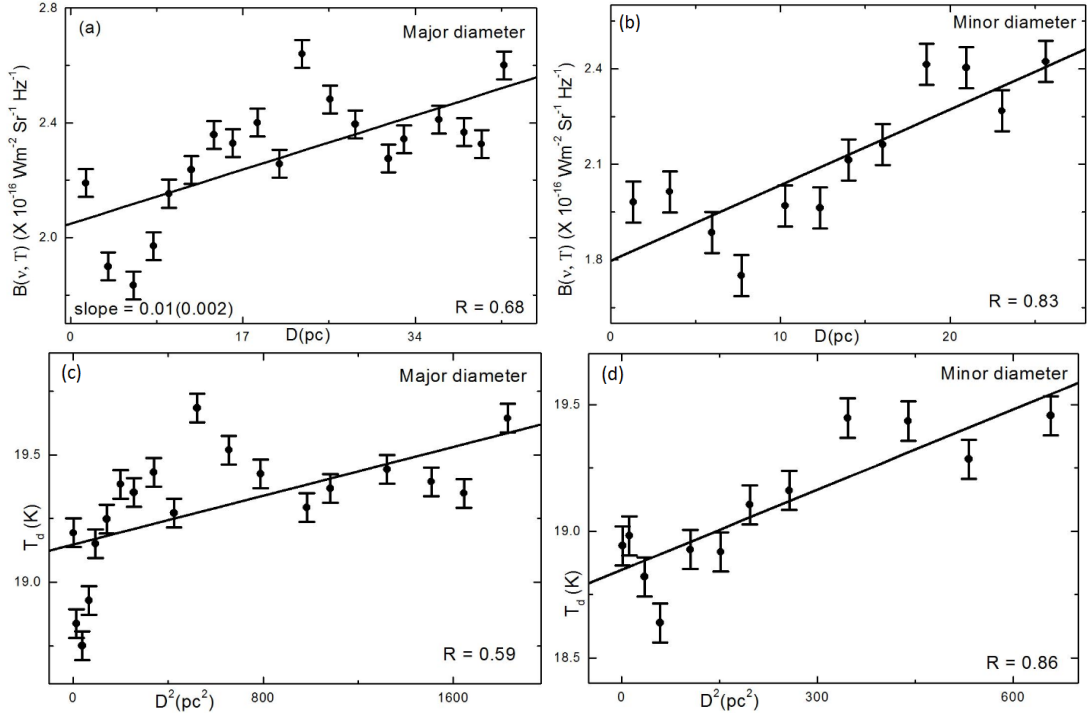 (a)
Major diameter
2.8
2.4
2.0
B(ν, T) (X 10⁻¹⁶ Wm⁻² Sr⁻¹ Hz⁻¹)
slope = 0.01(0.002)
R = 0.68
0 17 34
D(pc)
(b)
Minor diameter
2.4
2.1
1.8
B(ν, T) (X 10⁻¹⁶ Wm⁻² Sr⁻¹ Hz⁻¹)
R = 0.83
0 10 20
D(pc)
(c)
Major diameter
19.5
19.0
T_d (K)
R = 0.59
0 800 1600
D²(pc²)
(d)
Minor diameter
19.5
19.0
18.5
T_d (K)
R = 0.86
0 300 600
D²(pc²)